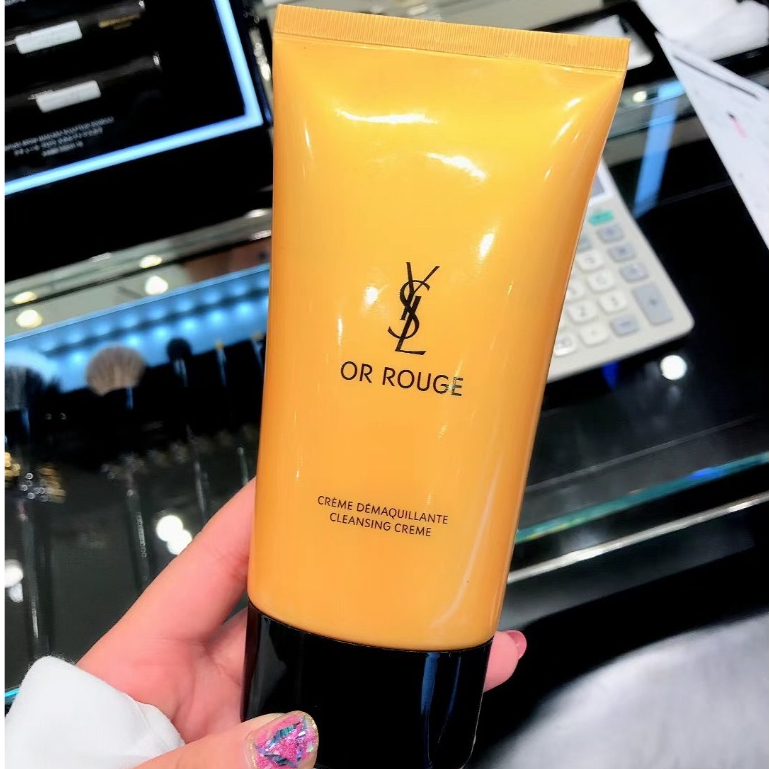 YSL
OR ROUGE
CRÈME DÉMAQUILLANTE
CLEANSING CREME